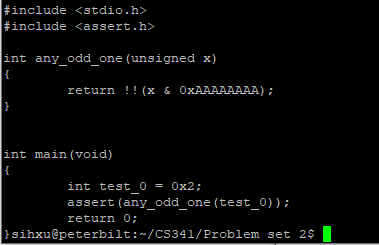 #include <stdio.h>
#include <assert.h>

int any_odd_one(unsigned x)
{
        return !!(x & 0xAAAAAAAA);
}


int main(void)
{
        int test_0 = 0x2;
        assert(any_odd_one(test_0));
        return 0;
}sihxu@peterbilt:~/CS341/Problem set 2$